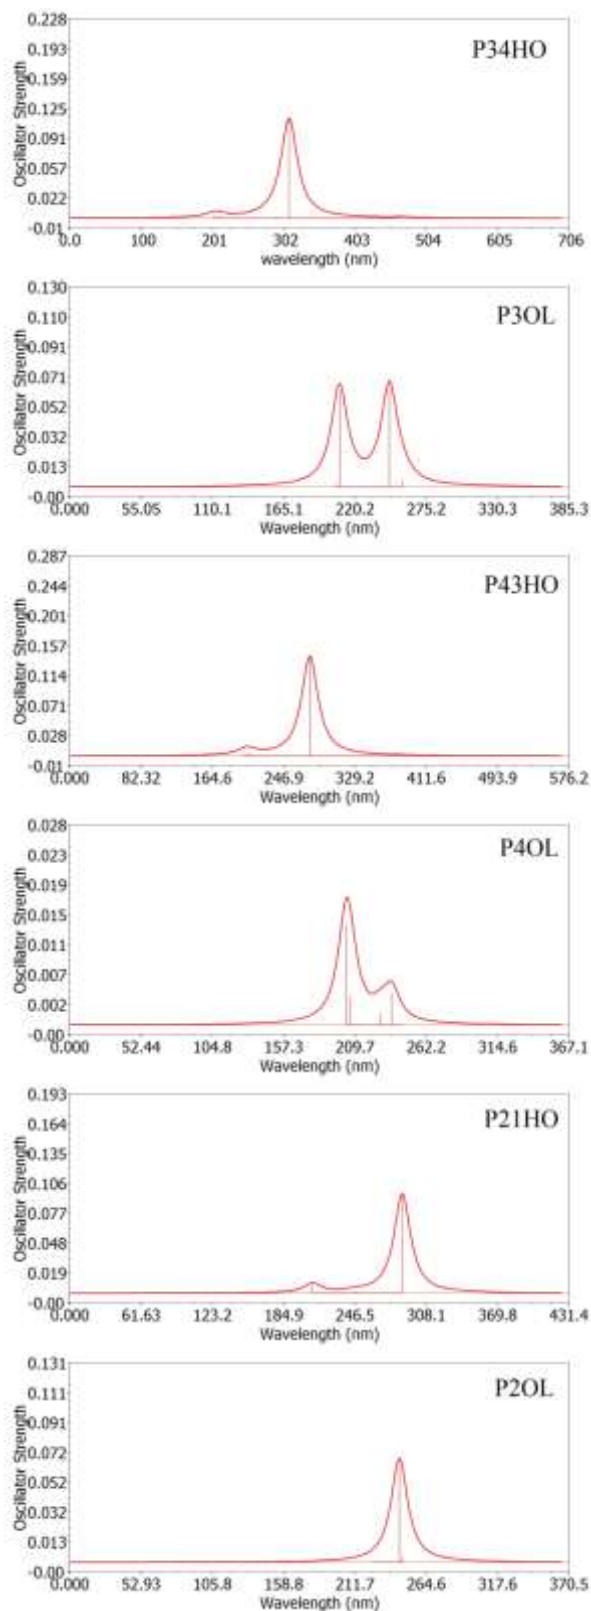 P34HO
Oscillator Strength
0.228
0.193
0.159
0.125
0.091
0.057
0.022
-0.01
0.0 100 201 302 403 504 605 706
wavelength (nm)
P3OL
Oscillator Strength
0.130
0.110
0.091
0.071
0.052
0.032
0.013
-0.00
0.000 55.05 110.1 165.1 220.2 275.2 330.3 385.3
Wavelength (nm)
P43HO
Oscillator Strength
0.287
0.244
0.201
0.157
0.114
0.071
0.028
-0.01
0.000 82.32 164.6 246.9 329.2 411.6 493.9 576.2
Wavelength (nm)
P4OL
Oscillator Strength
0.028
0.023
0.019
0.015
0.011
0.007
0.002
-0.00
0.000 52.44 104.8 157.3 209.7 262.2 314.6 367.1
Wavelength (nm)
P21HO
Oscillator Strength
0.193
0.164
0.135
0.106
0.077
0.048
0.019
-0.00
0.000 61.63 123.2 184.9 246.5 308.1 369.8 431.4
Wavelength (nm)
P2OL
Oscillator Strength
0.131
0.111
0.091
0.072
0.052
0.032
0.013
-0.00
0.000 52.93 105.8 158.8 211.7 264.6 317.6 370.5
Wavelength (nm)